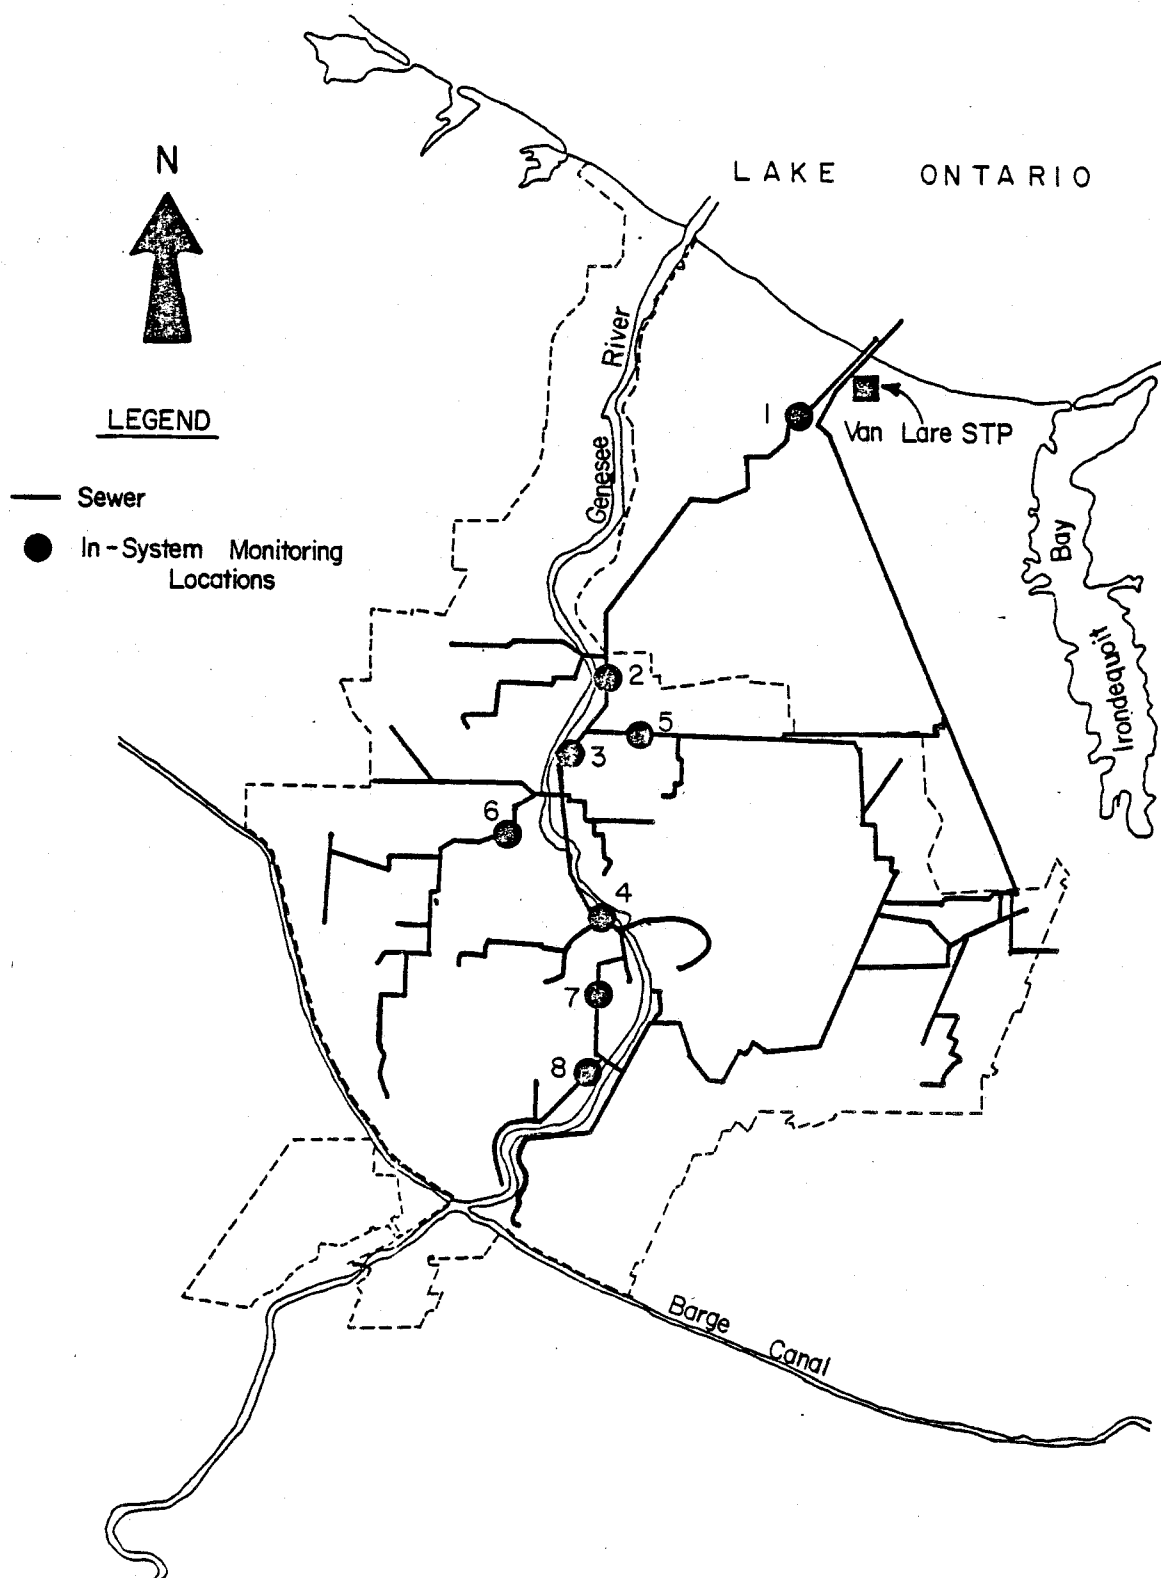 N
LAKE ONTARIO
LEGEND
Sewer
In-System Monitoring
Locations
Genesee River
1
Van Lare STP
Irondequoit Bay
2
5
3
6
4
7
8
Barge Canal